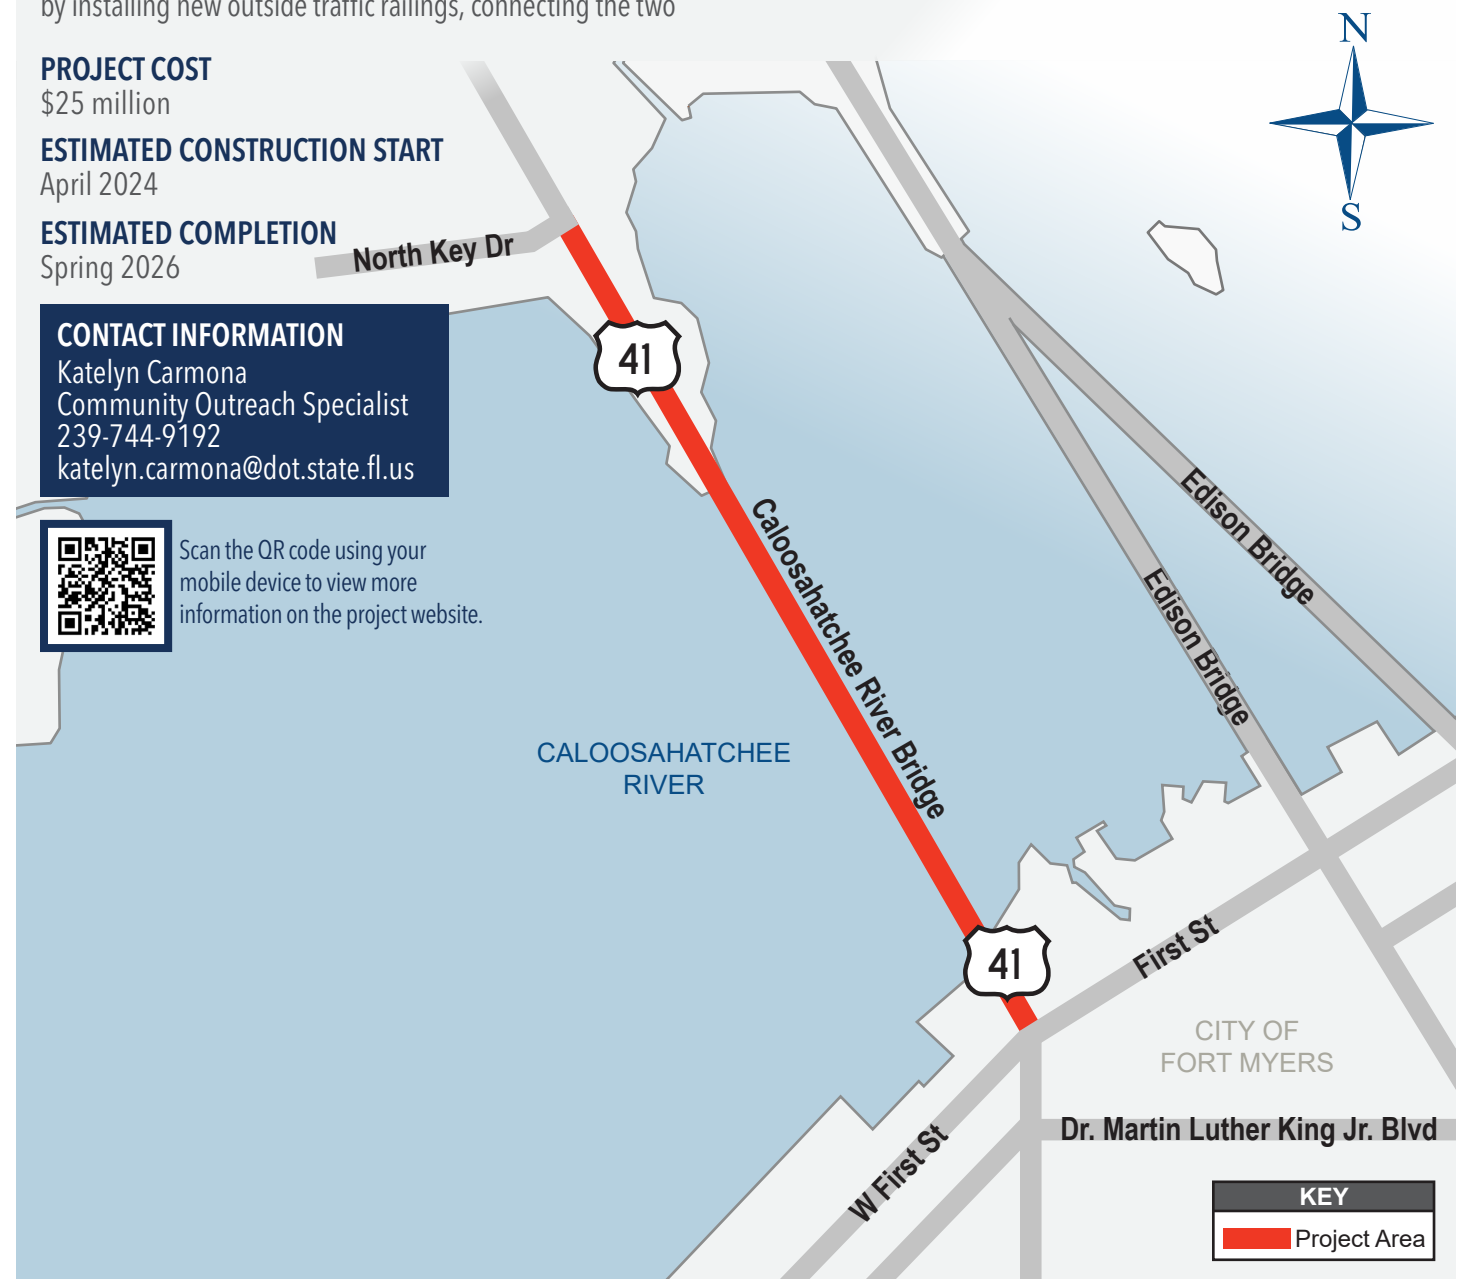 by installing new outside traffic railings, connecting the two
PROJECT COST
$25 million
ESTIMATED CONSTRUCTION START
April 2024
ESTIMATED COMPLETION
Spring 2026
CONTACT INFORMATION
Katelyn Carmona
Community Outreach Specialist
239-744-9192
katelyn.carmona@dot.state.fl.us
Scan the QR code using your
mobile device to view more
information on the project website.
N
S
North Key Dr
41
Caloosahatchee River Bridge
Edison Bridge
Edison Bridge
CALOOSAHATCHEE
RIVER
41
First St
CITY OF
FORT MYERS
Dr. Martin Luther King Jr. Blvd
W First St
KEY
Project Area